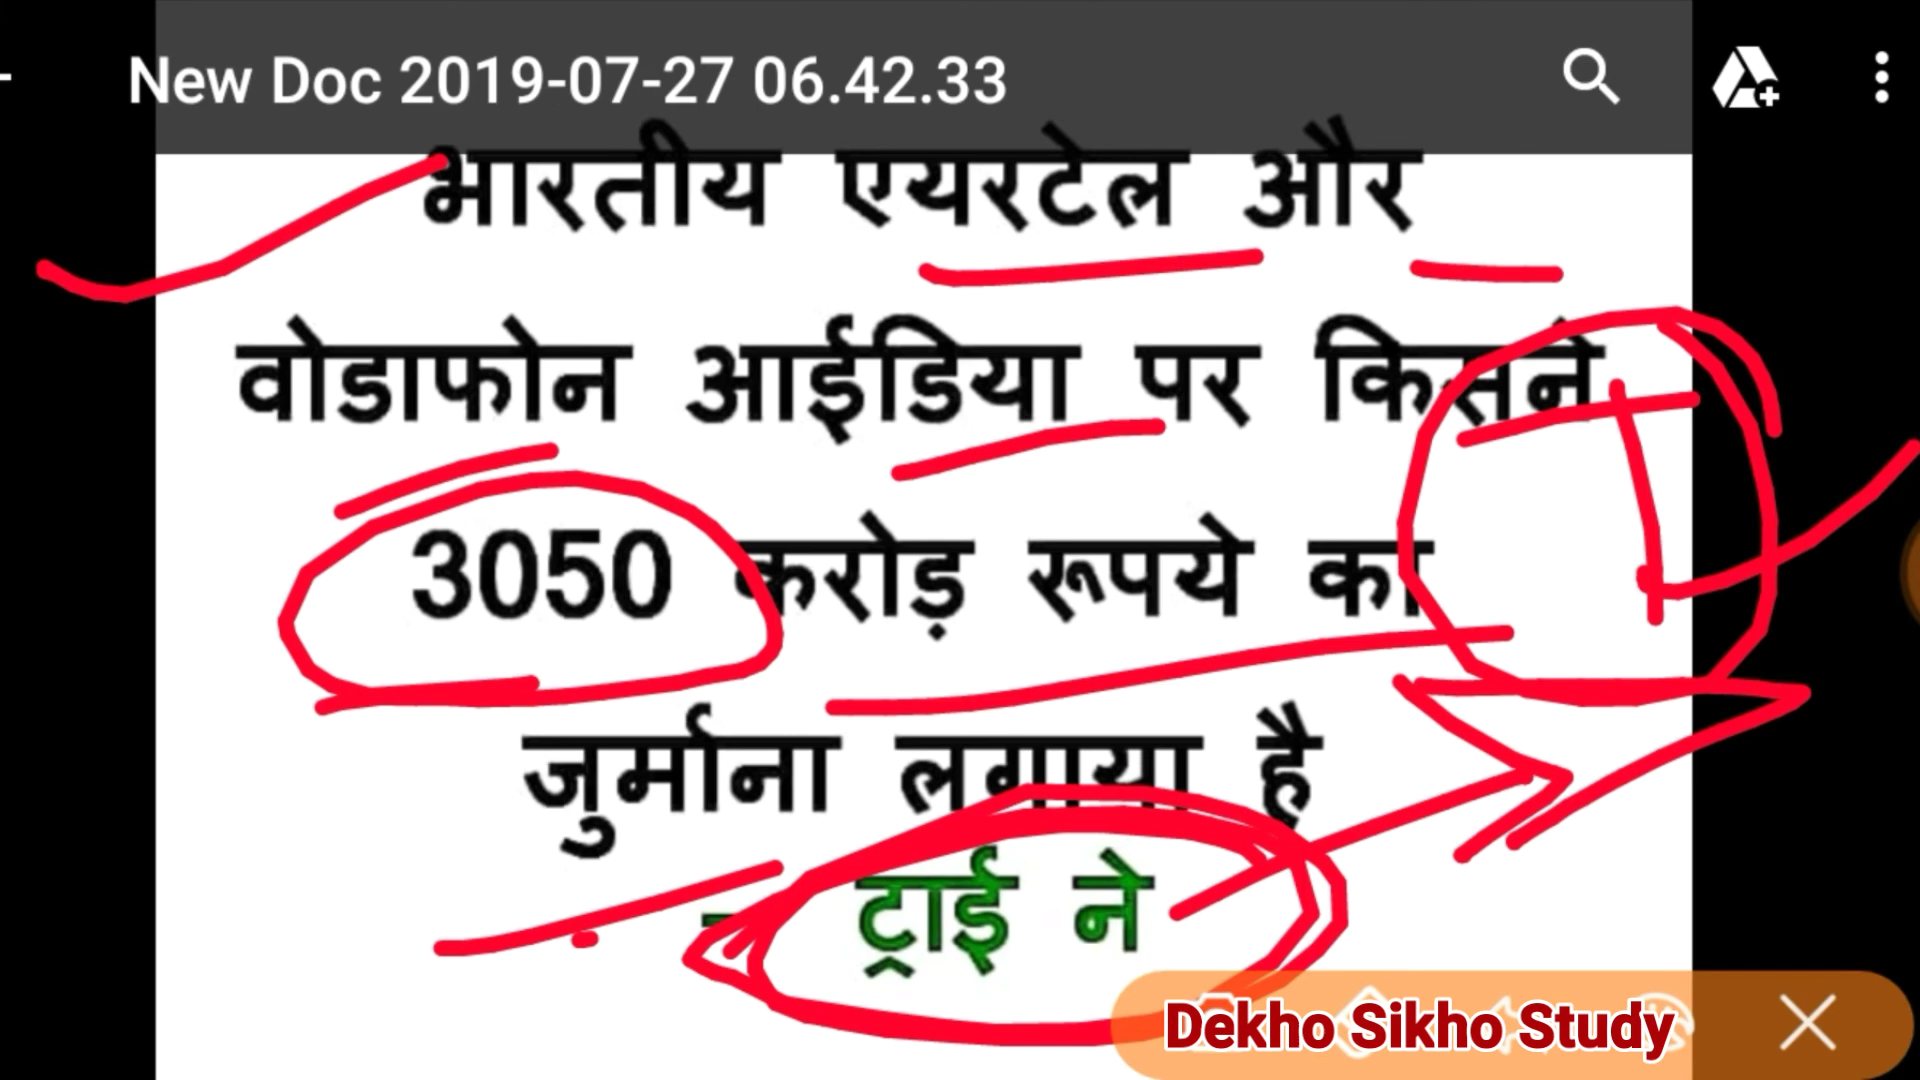 New Doc 2019-07-27 06.42.33
भारतीय एयरटेल और
वोडाफोन आईडिया पर किसने
3050 करोड़ रूपये का
जुर्माना लगाया है
- ट्राई ने
Dekho Sikho Study